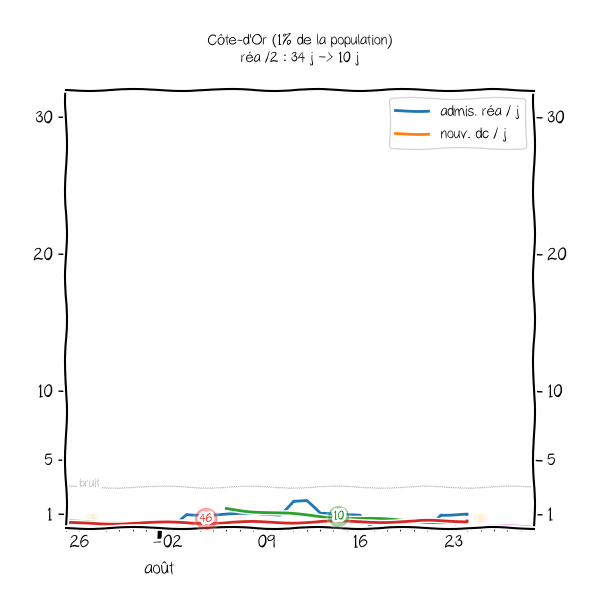 Côte-d'Or (1% de la population)
réa /2 : 34 j -> 10 j
admis. réa / j
nouv. dc / j
30
30
20
20
10
10
5
5
bruit
1
46
10
1
26
02
09
16
23
août